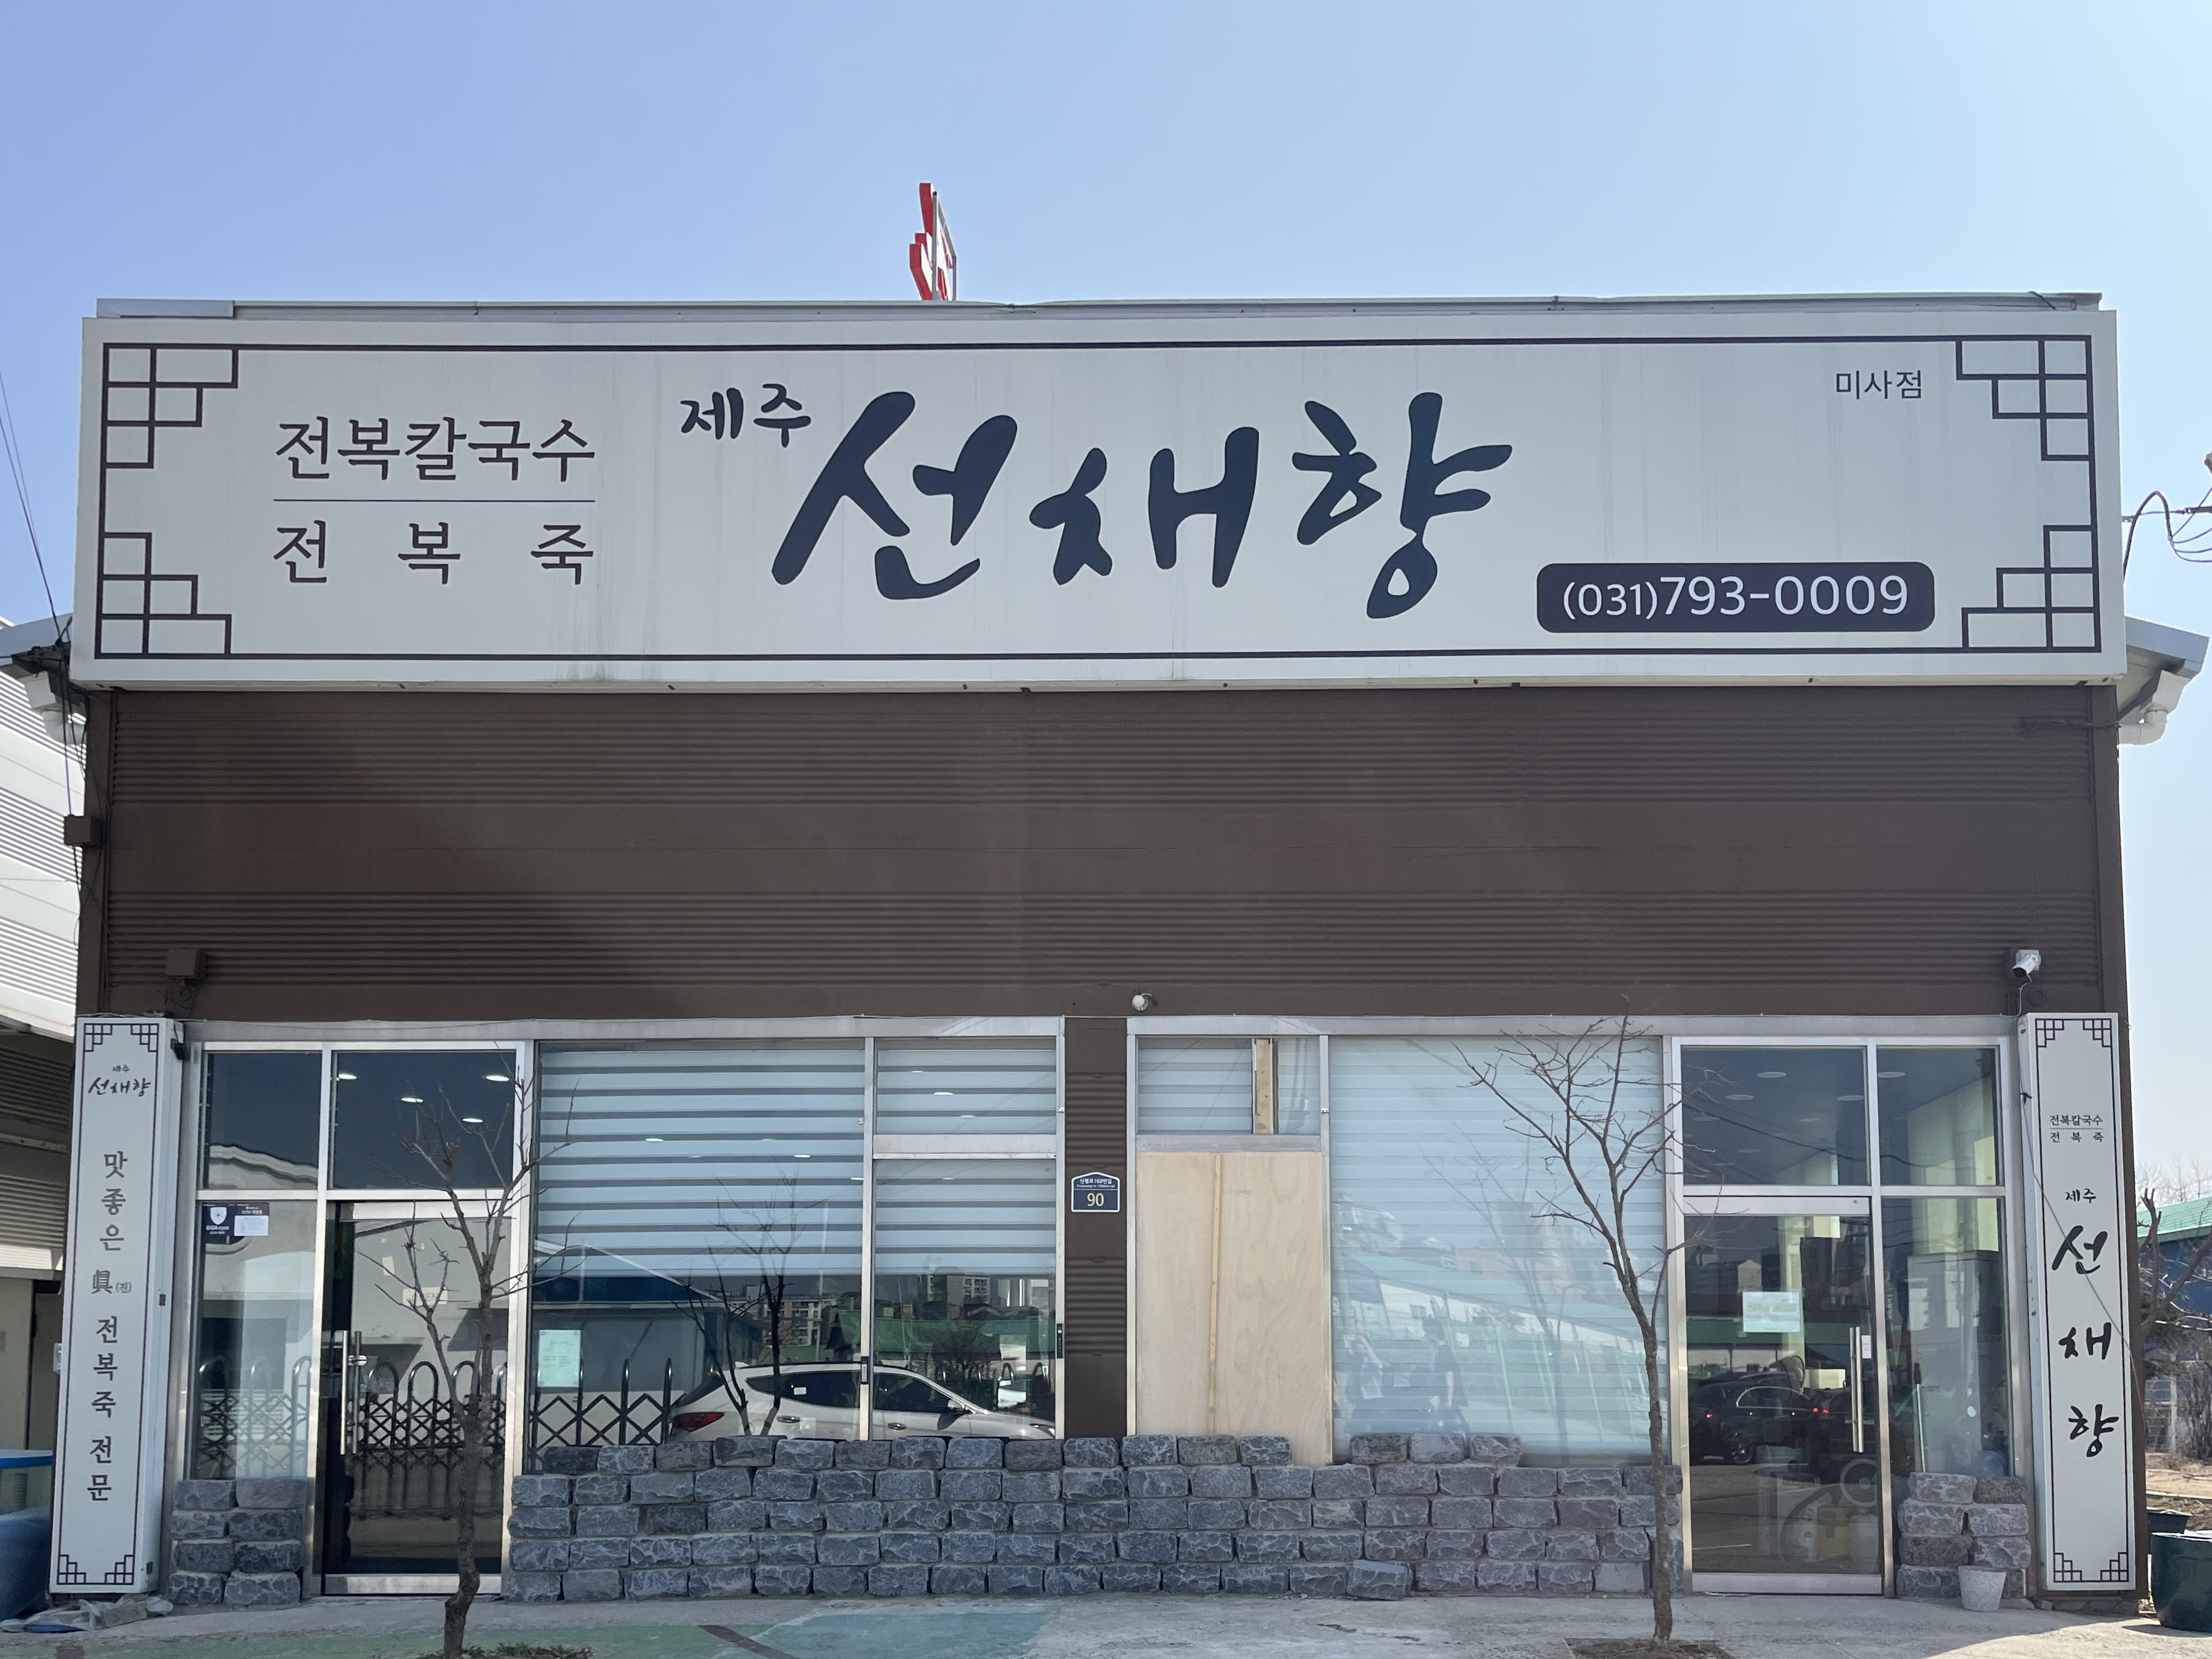 미사점
전복칼국수
전 복 죽
제주
선채향
(031)793-0009
제주
선채향
맛좋은 眞(진) 전복죽 전문
90
전복칼국수
전 복 죽
제주
선채향